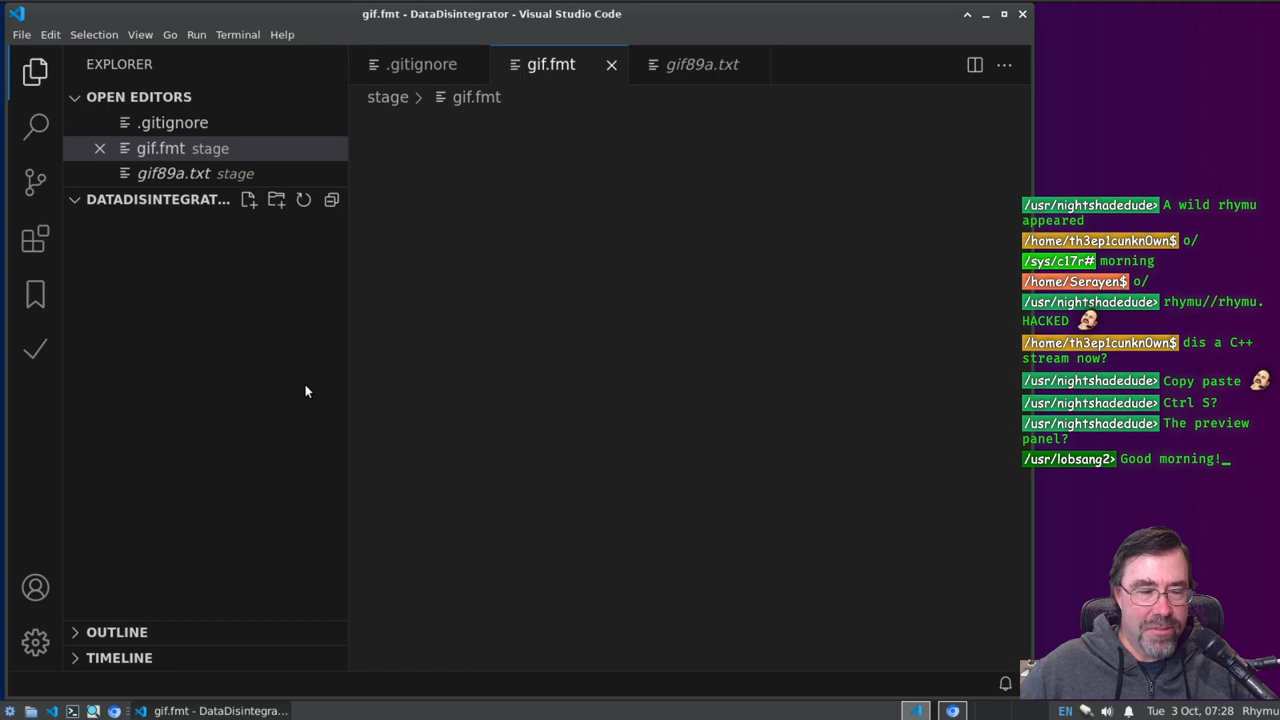 gif.fmt - DataDisintegrator - Visual Studio Code
File Edit Selection View Go Run Terminal Help
EXPLORER
.gitignore
gif.fmt
gif89a.txt
OPEN EDITORS
stage
gif.fmt
.gitignore
gif.fmt stage
gif89a.txt stage
DATADISINTEGRAT...
/usr/nightshadedude> A wild rhymu
appeared
/home/th3ep1cunkn0wn$ o/
/sys/c17r# morning
/home/Serayen$ o/
/usr/nightshadedude> rhymu//rhymu.
HACKED
/home/th3ep1cunkn0wn$ dis a C++
stream now?
/usr/nightshadedude> Copy paste
/usr/nightshadedude> Ctrl S?
/usr/nightshadedude> The preview
panel?
/usr/lobsang2> Good morning!_
OUTLINE
TIMELINE
gif.fmt - DataDisintegra...
EN
Tue 3 Oct, 07:28 Rhymu